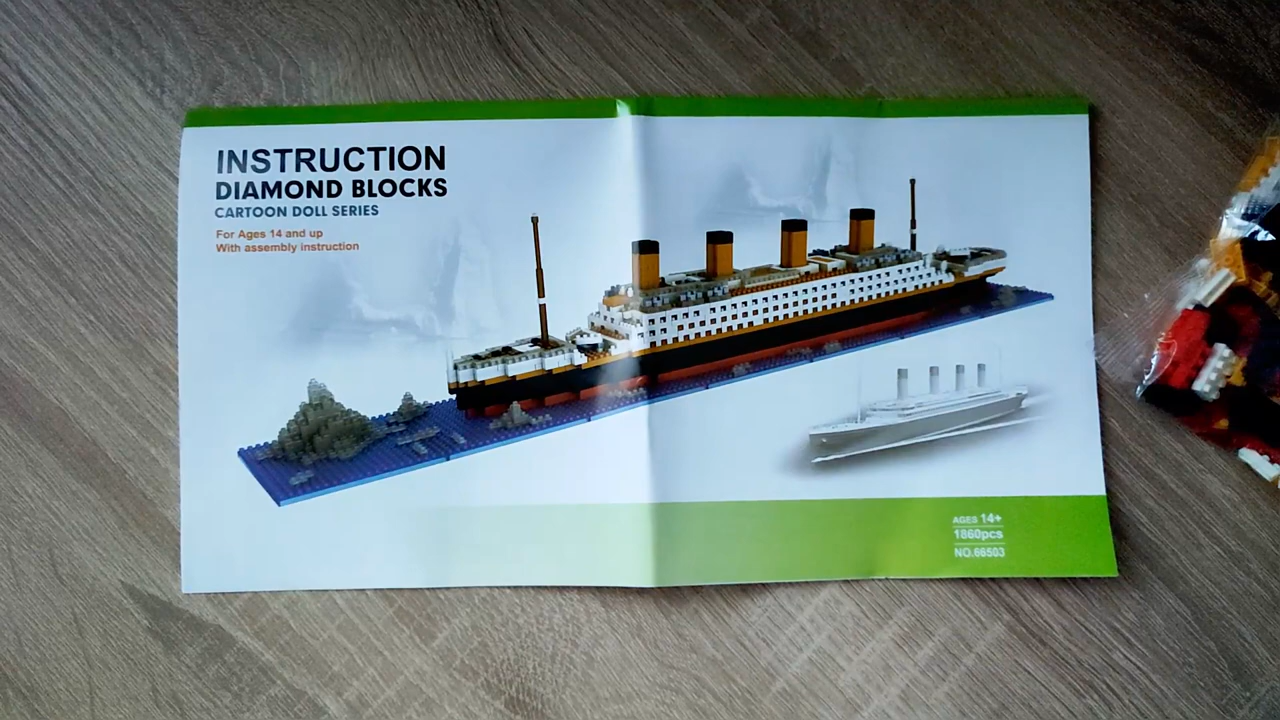 INSTRUCTION
DIAMOND BLOCKS
CARTOON DOLL SERIES
For Ages 14 and up
With assembly instruction
AGES 14+
1860pcs
NO.66503